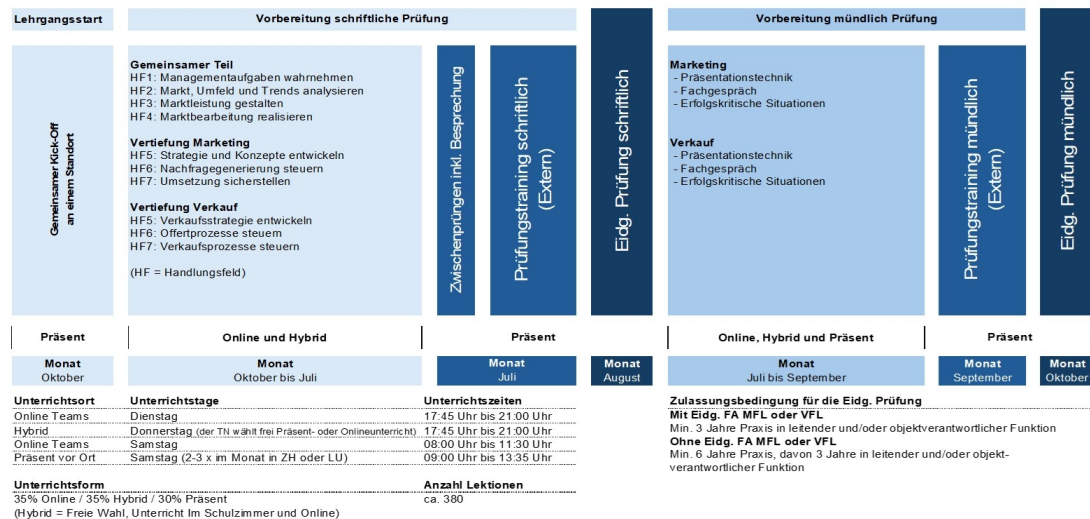 Lehrgangsstart
Vorbereitung schriftliche Prüfung
Vorbereitung mündlich Prüfung
Gemeinsamer Kick-Off
an einem Standort
Gemeinsamer Teil
HF1: Managementaufgaben wahrnehmen
HF2: Markt, Umfeld und Trends analysieren
HF3: Marktleistung gestalten
HF4: Marktbearbeitung realisieren
Vertiefung Marketing
HF5: Strategie und Konzepte entwickeln
HF6: Nachfragegenerierung steuern
HF7: Umsetzung sicherstellen
Vertiefung Verkauf
HF5: Verkaufsstrategie entwickeln
HF6: Offertprozesse steuern
HF7: Verkaufsprozesse steuern
(HF = Handlungsfeld)
Zwischenprüfungen inkl. Besprechung
Prüfungstraining schriftlich
(Extern)
Eidg. Prüfung schriftlich
Marketing
- Präsentationstechnik
- Fachgespräch
- Erfolgskritische Situationen
Verkauf
- Präsentationstechnik
- Fachgespräch
- Erfolgskritische Situationen
Prüfungstraining mündlich
(Extern)
Eidg. Prüfung mündlich
Präsent
Online und Hybrid
Präsent
Online, Hybrid und Präsent
Präsent
Monat
Oktober
Monat
Oktober bis Juli
Monat
Juli
Monat
August
Monat
Juli bis September
Monat
September
Monat
Oktober
Unterrichtsort Unterrichtstage Unterrichtszeiten
Online Teams Dienstag 17:45 Uhr bis 21:00 Uhr
Hybrid Donnerstag (der TN wählt frei Präsent- oder Onlineunterricht) 17:45 Uhr bis 21:00 Uhr
Online Teams Samstag 08:00 Uhr bis 11:30 Uhr
Präsent vor Ort Samstag (2-3 x im Monat in ZH oder LU) 09:00 Uhr bis 13:35 Uhr
Unterrichtsform Anzahl Lektionen
35% Online / 35% Hybrid / 30% Präsent ca. 380
(Hybrid = Freie Wahl, Unterricht Im Schulzimmer und Online)
Zulassungsbedingung für die Eidg. Prüfung
Mit Eidg. FA MFL oder VFL
Min. 3 Jahre Praxis in leitender und/oder objektverantwortlicher Funktion
Ohne Eidg. FA MFL oder VFL
Min. 6 Jahre Praxis, davon 3 Jahre in leitender und/oder objekt-
verantwortlicher Funktion